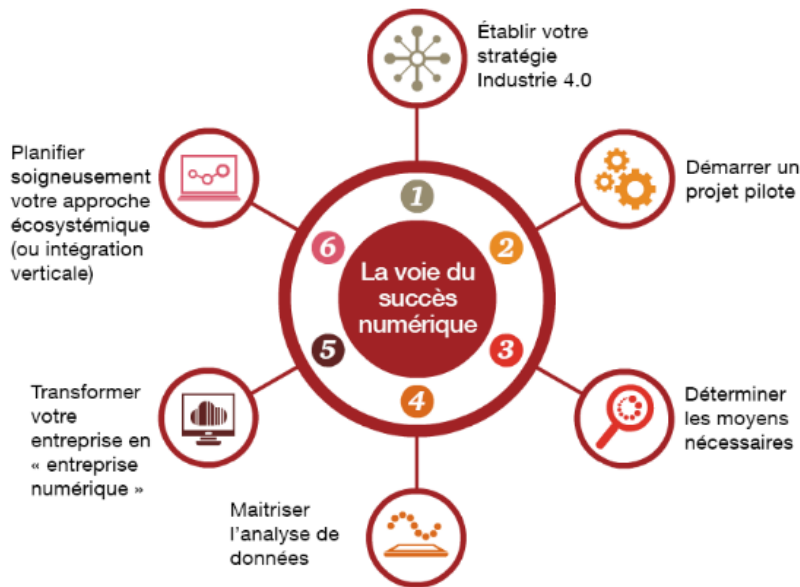 Établir votre
stratégie
Industrie 4.0
Démarrer un
projet pilote
Déterminer
les moyens
nécessaires
Maitriser
l'analyse de
données
Transformer
votre
entreprise en
« entreprise
numérique »
Planifier
soigneusement
votre approche
écosystémique
(ou intégration
verticale)
1
2
3
4
5
6
La voie du
succès
numérique